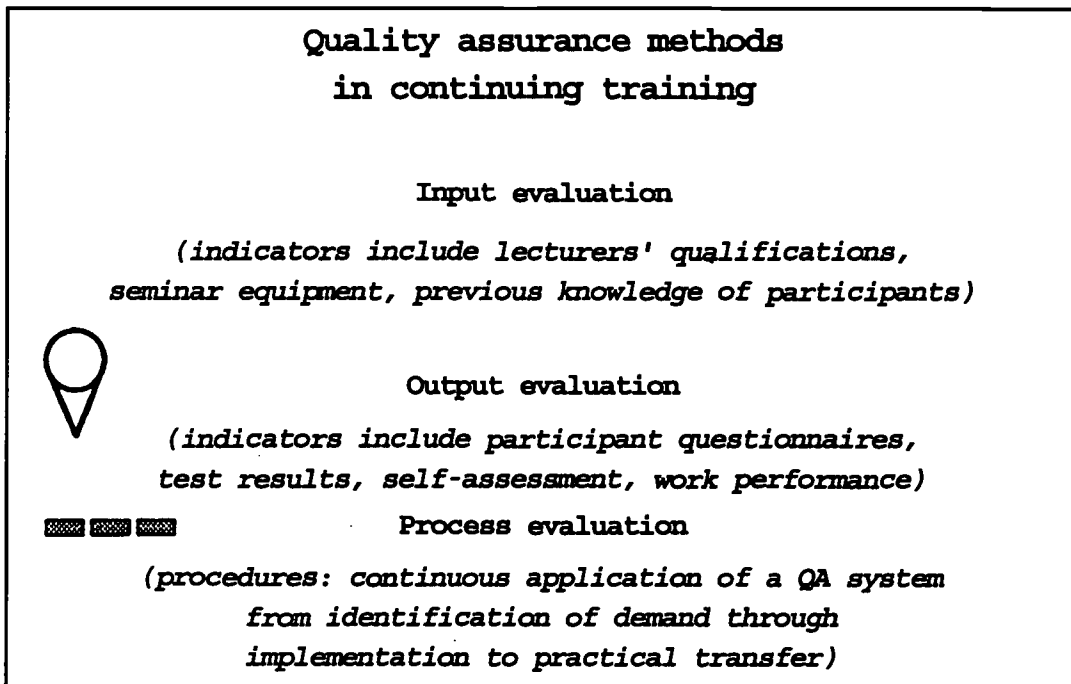 Quality assurance methods
in continuing training
Input evaluation
(indicators include lecturers' qualifications,
seminar equipment, previous knowledge of participants)
Output evaluation
(indicators include participant questionnaires,
test results, self-assessment, work performance)
Process evaluation
(procedures: continuous application of a QA system
from identification of demand through
implementation to practical transfer)